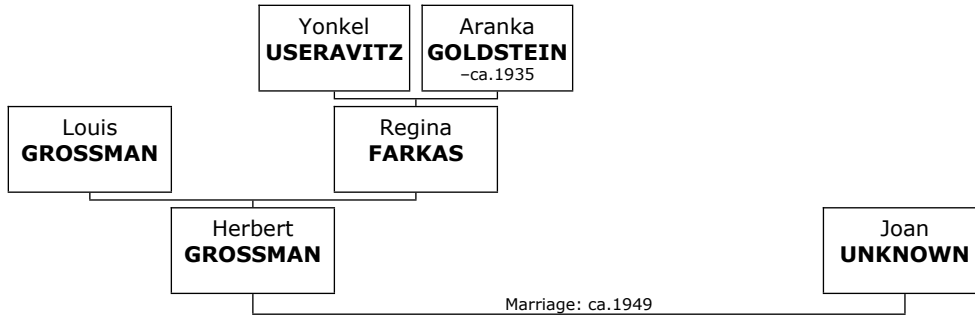 Yonkel
USERAVITZ
Aranka
GOLDSTEIN
–ca.1935
Louis
GROSSMAN
Regina
FARKAS
Herbert
GROSSMAN
Joan
UNKNOWN
Marriage: ca.1949